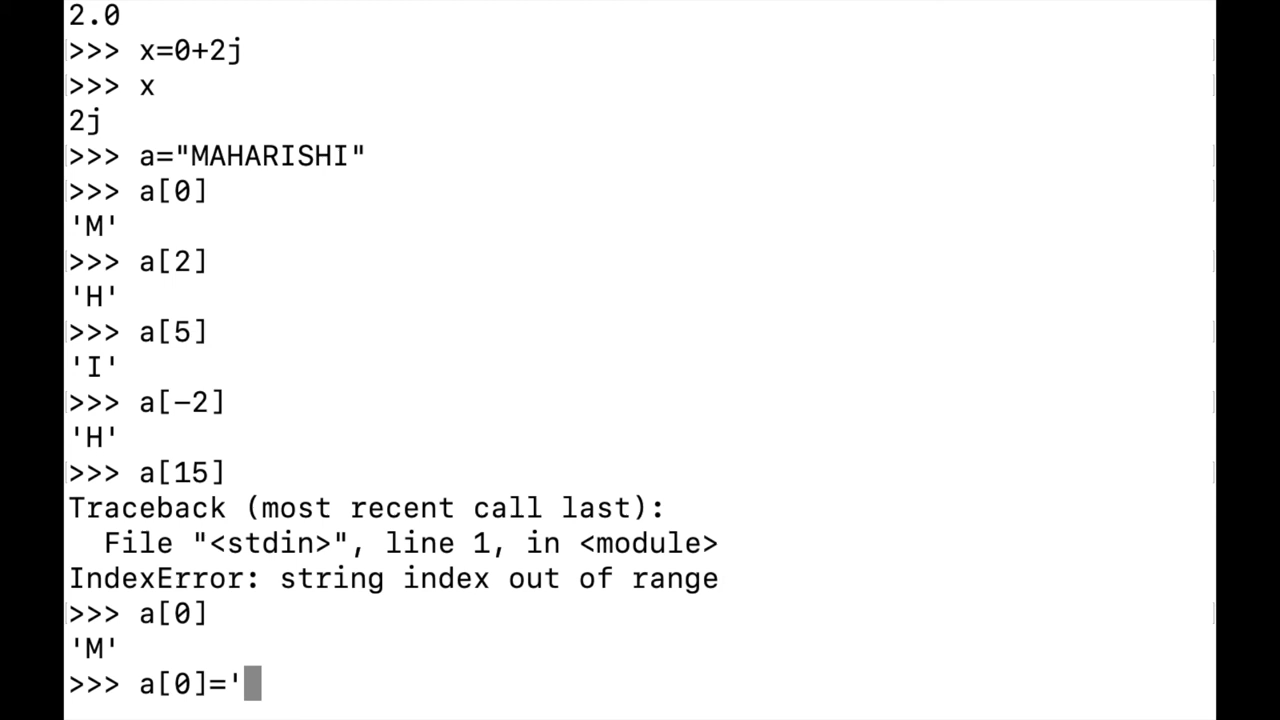 2.0
>>> x=0+2j
>>> x
2j
>>> a="MAHARISHI"
>>> a[0]
'M'
>>> a[2]
'H'
>>> a[5]
'I'
>>> a[-2]
'H'
>>> a[15]
Traceback (most recent call last):
  File "<stdin>", line 1, in <module>
IndexError: string index out of range
>>> a[0]
'M'
>>> a[0]='